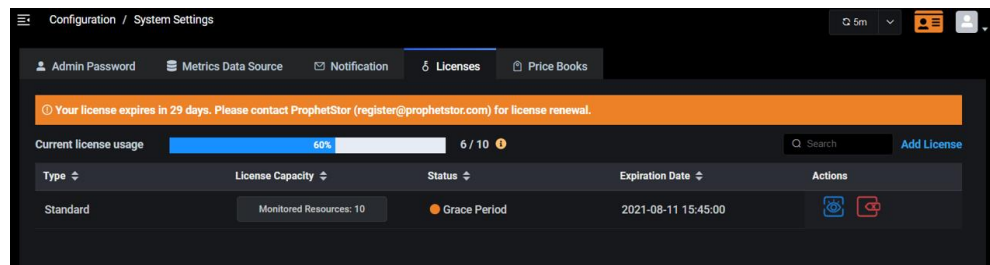 Configuration / System Settings
5m
Admin Password Metrics Data Source Notification Licenses Price Books
Your license expires in 29 days. Please contact ProphetStor (register@prophetstor.com) for license renewal.
Current license usage 60% 6 / 10 Search Add License
Type License Capacity Status Expiration Date Actions
Standard Monitored Resources: 10 Grace Period 2021-08-11 15:45:00